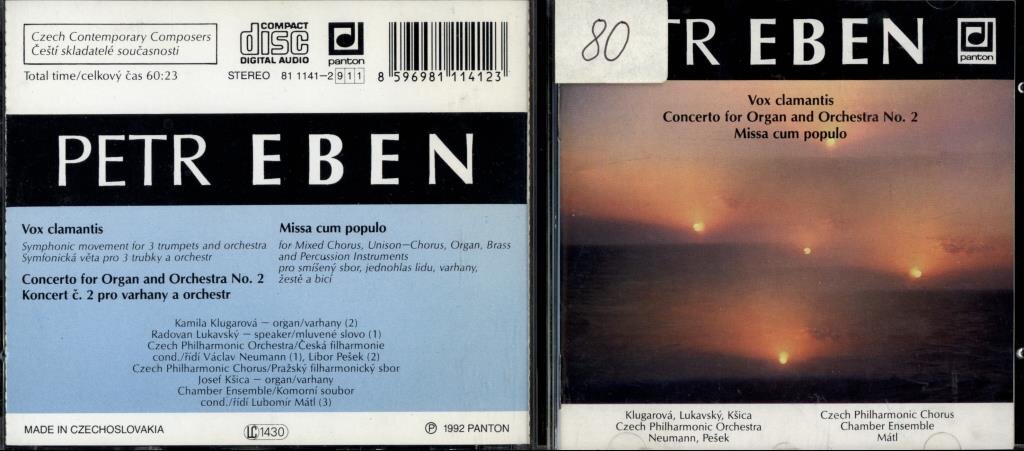 Czech Contemporary Composers
Čeští skladatelé současnosti
Total time/celkový čas 60:23
COMPACT
disc
DIGITAL AUDIO
STEREO 81 1141-2 911
panton
8 596981 114123
PETR EBEN
Vox clamantis
Symphonic movement for 3 trumpets and orchestra
Symfonická věta pro 3 trubky a orchestr
Concerto for Organ and Orchestra No. 2
Koncert č. 2 pro varhany a orchestr
Missa cum populo
for Mixed Chorus, Unison-Chorus, Organ, Brass
and Percussion Instruments
pro smíšený sbor, jednohlas lidu, varhany,
žestě a bicí
Kamila Klugarová – organ/varhany (2)
Radovan Lukavský – speaker/mluvené slovo (1)
Czech Philharmonic Orchestra/Česká filharmonie
cond./řídí Václav Neumann (1), Libor Pešek (2)
Czech Philharmonic Chorus/Pražský filharmonický sbor
Josef Kšica – organ/varhany
Chamber Ensemble/Komorní soubor
cond./řídí Lubomír Mátl (3)
MADE IN CZECHOSLOVAKIA
LC 1430
Ⓟ 1992 PANTON
80
TR EBEN
panton
Vox clamantis
Concerto for Organ and Orchestra No. 2
Missa cum populo
Klugarová, Lukavský, Kšica
Czech Philharmonic Orchestra
Neumann, Pešek
Czech Philharmonic Chorus
Chamber Ensemble
Mátl